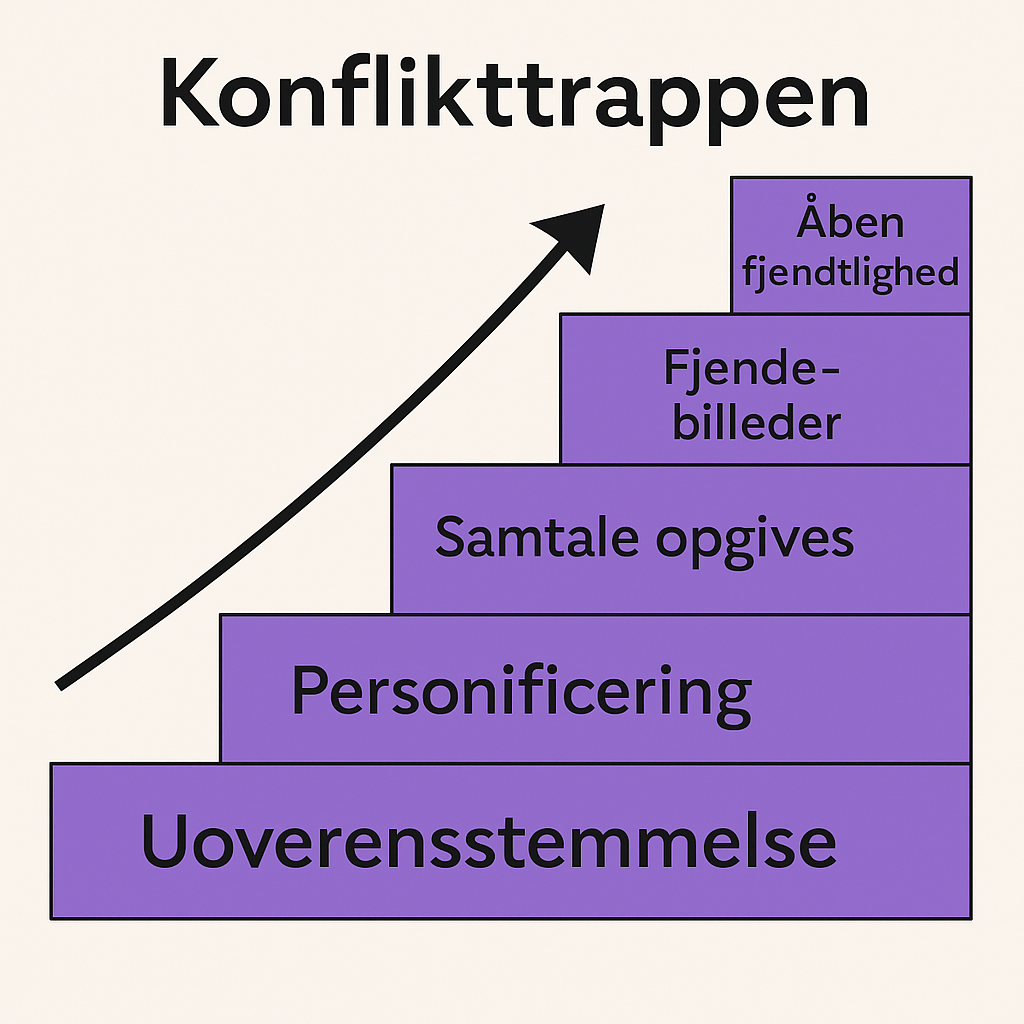 Konflikttrappen
Åben
fjendtlighed
Fjende-
billeder
Samtale opgives
Personificering
Uoverensstemmelse